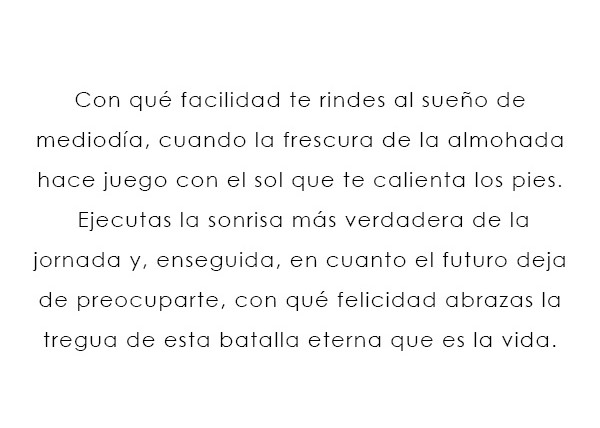 Con qué facilidad te rindes al sueño de
mediodía, cuando la frescura de la almohada
hace juego con el sol que te calienta los pies.
Ejecutas la sonrisa más verdadera de la
jornada y, enseguida, en cuanto el futuro deja
de preocuparte, con qué felicidad abrazas la
tregua de esta batalla eterna que es la vida.